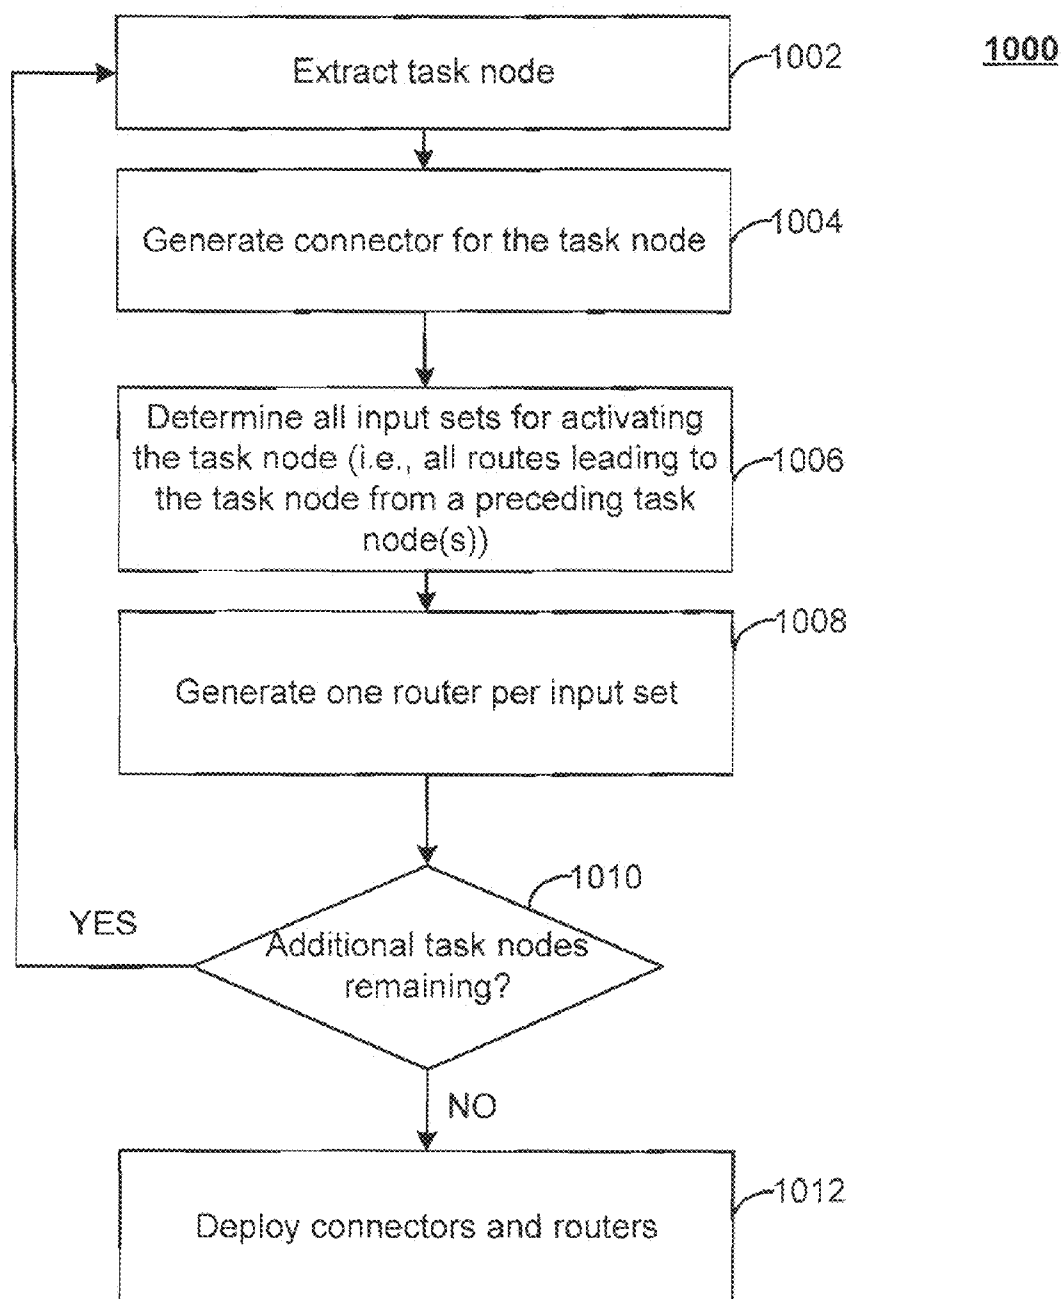 1000
Extract task node
1002
Generate connector for the task node
1004
Determine all input sets for activating
the task node (i.e., all routes leading to
the task node from a preceding task
node(s))
1006
Generate one router per input set
1008
Additional task nodes
remaining?
1010
YES
NO
Deploy connectors and routers
1012